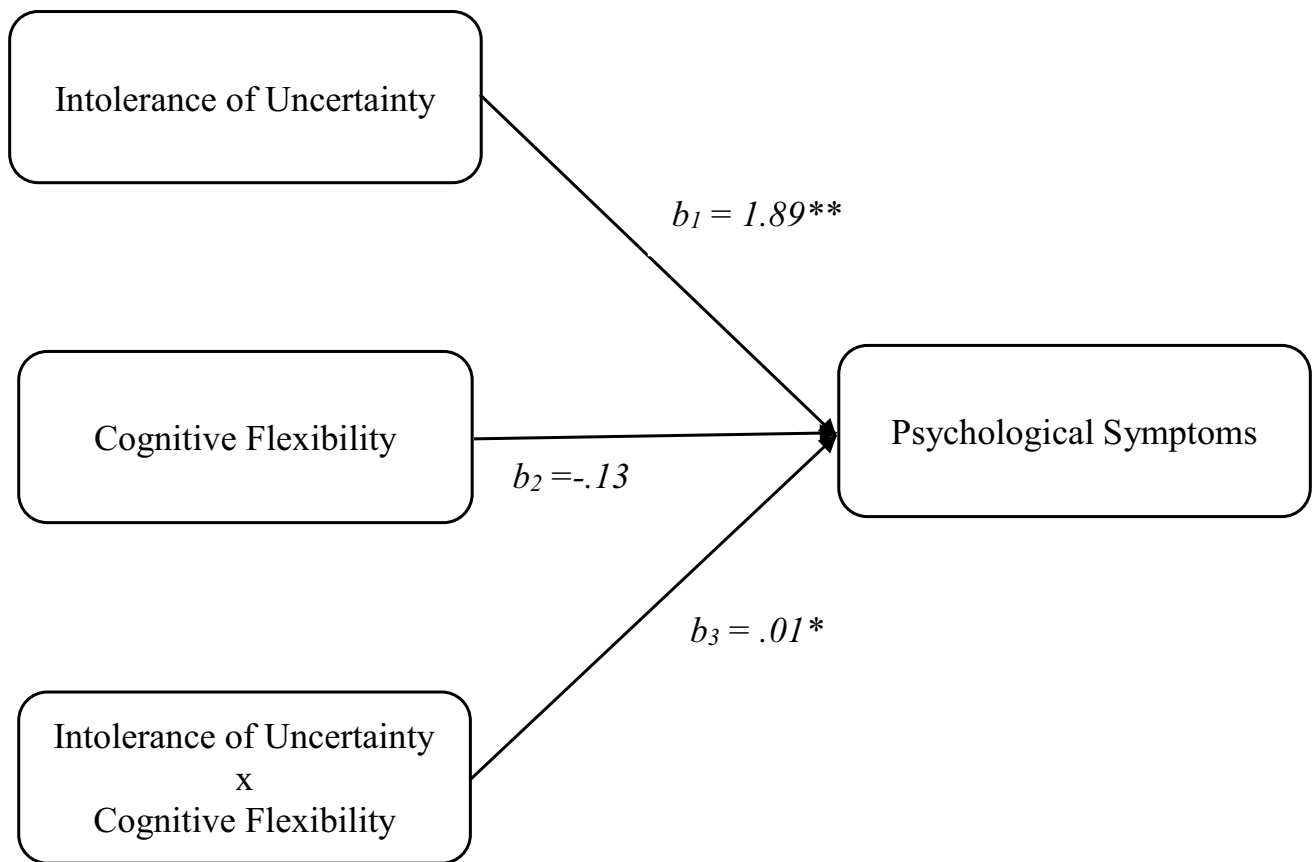 Intolerance of Uncertainty
b1 = 1.89**
Cognitive Flexibility
b2 =-.13
Psychological Symptoms
b3 = .01*
Intolerance of Uncertainty
x
Cognitive Flexibility